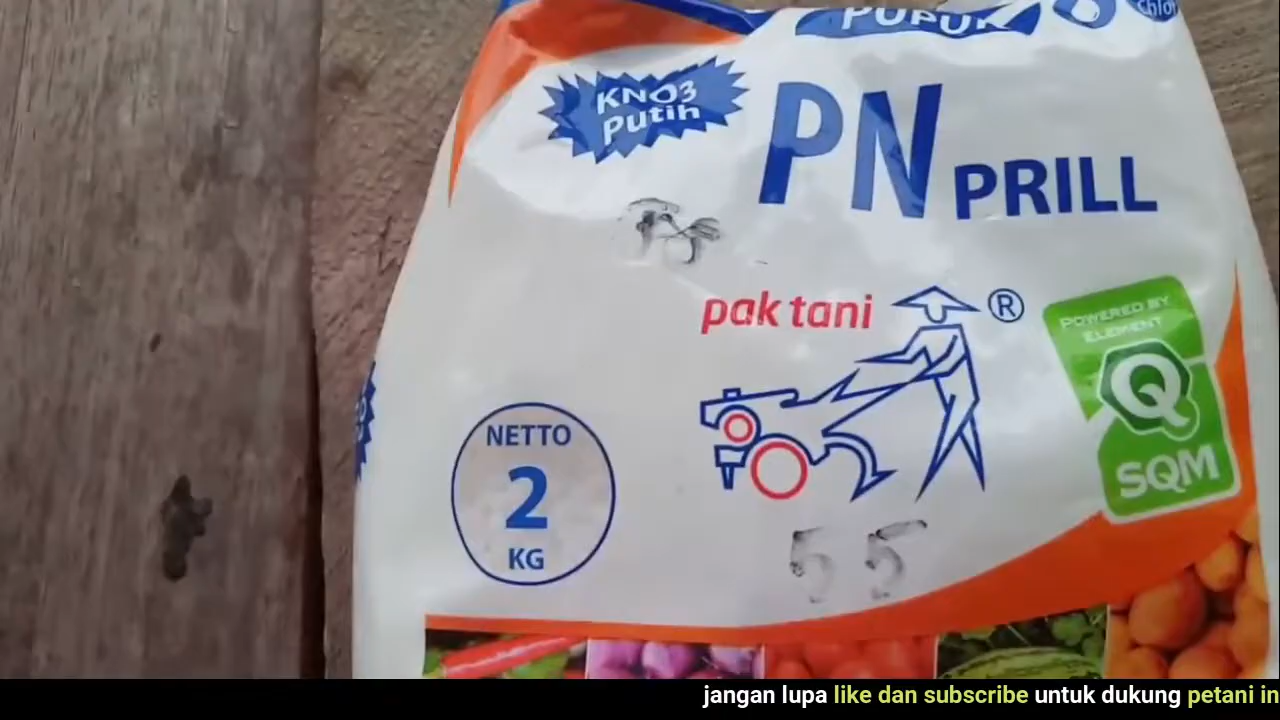 PUPUK
Chlor
KNO3
Putih
PN PRILL
pak tani ®
POWERED BY
ELEMENT
Q
SQM
NETTO
2
KG
55
jangan lupa like dan subscribe untuk dukung petani in